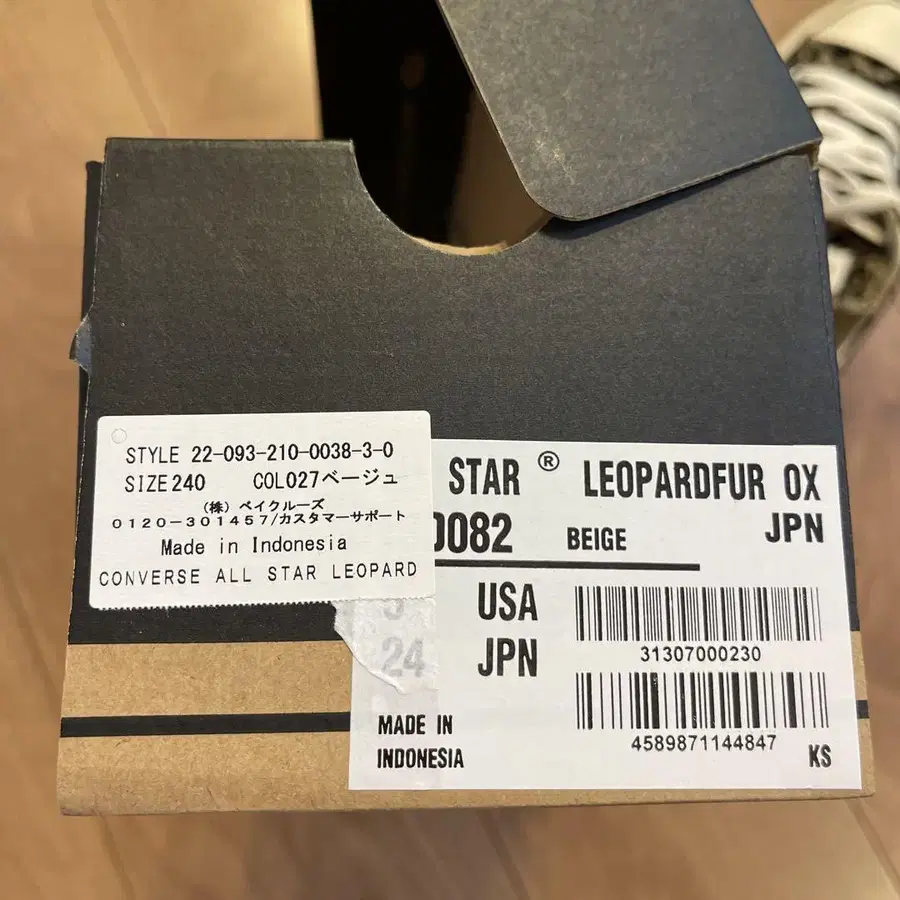 STYLE 22-093-210-0038-3-0
SIZE 240 COL027ベージュ
(株) ベイクルーズ
0120-301457/カスタマーサポート
Made in Indonesia
CONVERSE ALL STAR LEOPARD
STAR ® LEOPARDFUR OX
0082 BEIGE JPN
USA
24 JPN
31307000230
4589871144847
MADE IN
INDONESIA
KS